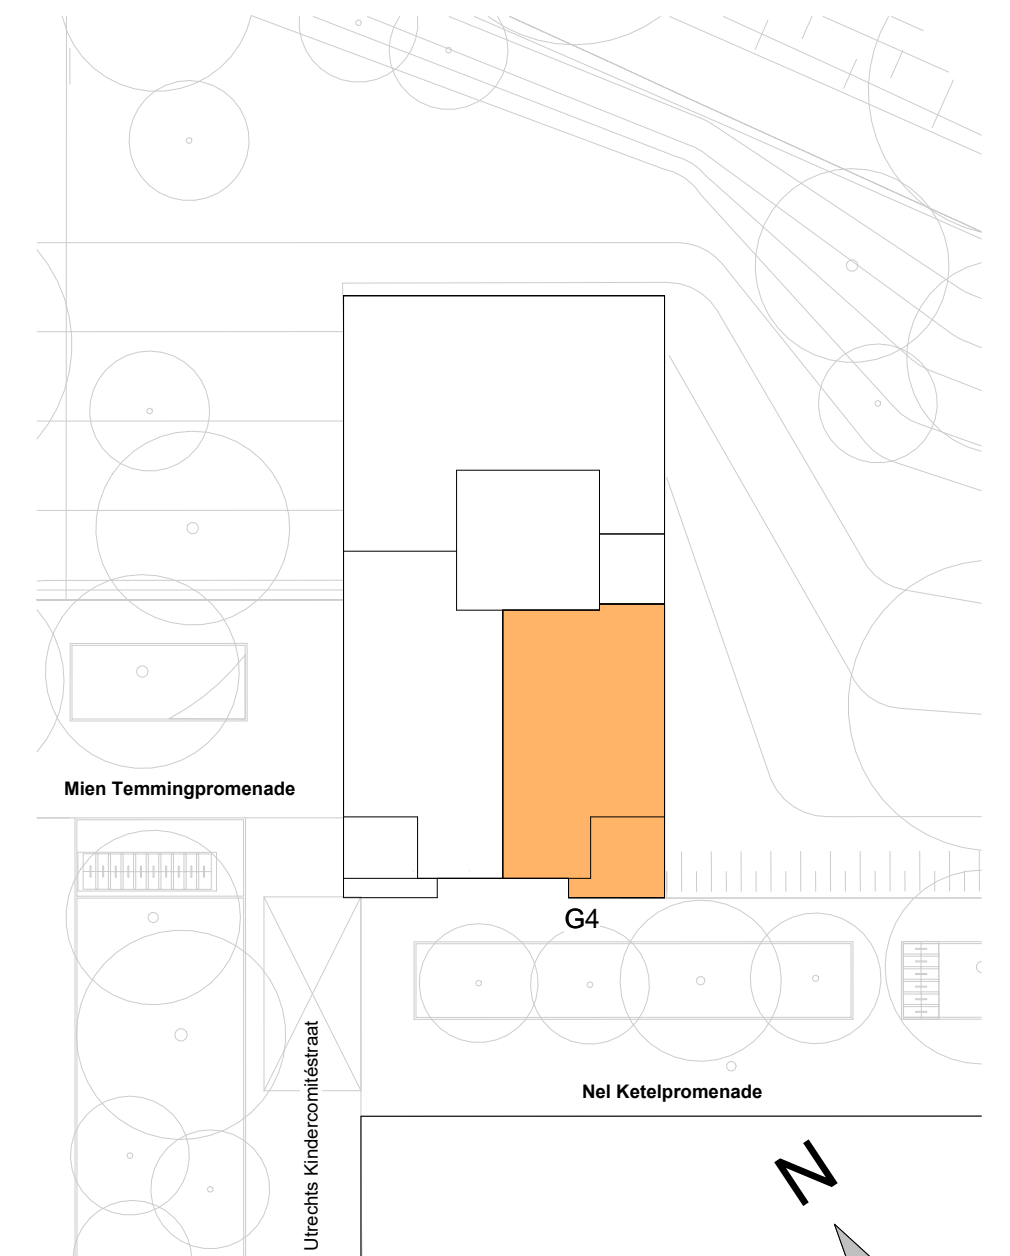 Mien Temmingpromenade
G4
Utrechts Kindercomitéstraat
Nel Ketelpromenade
N